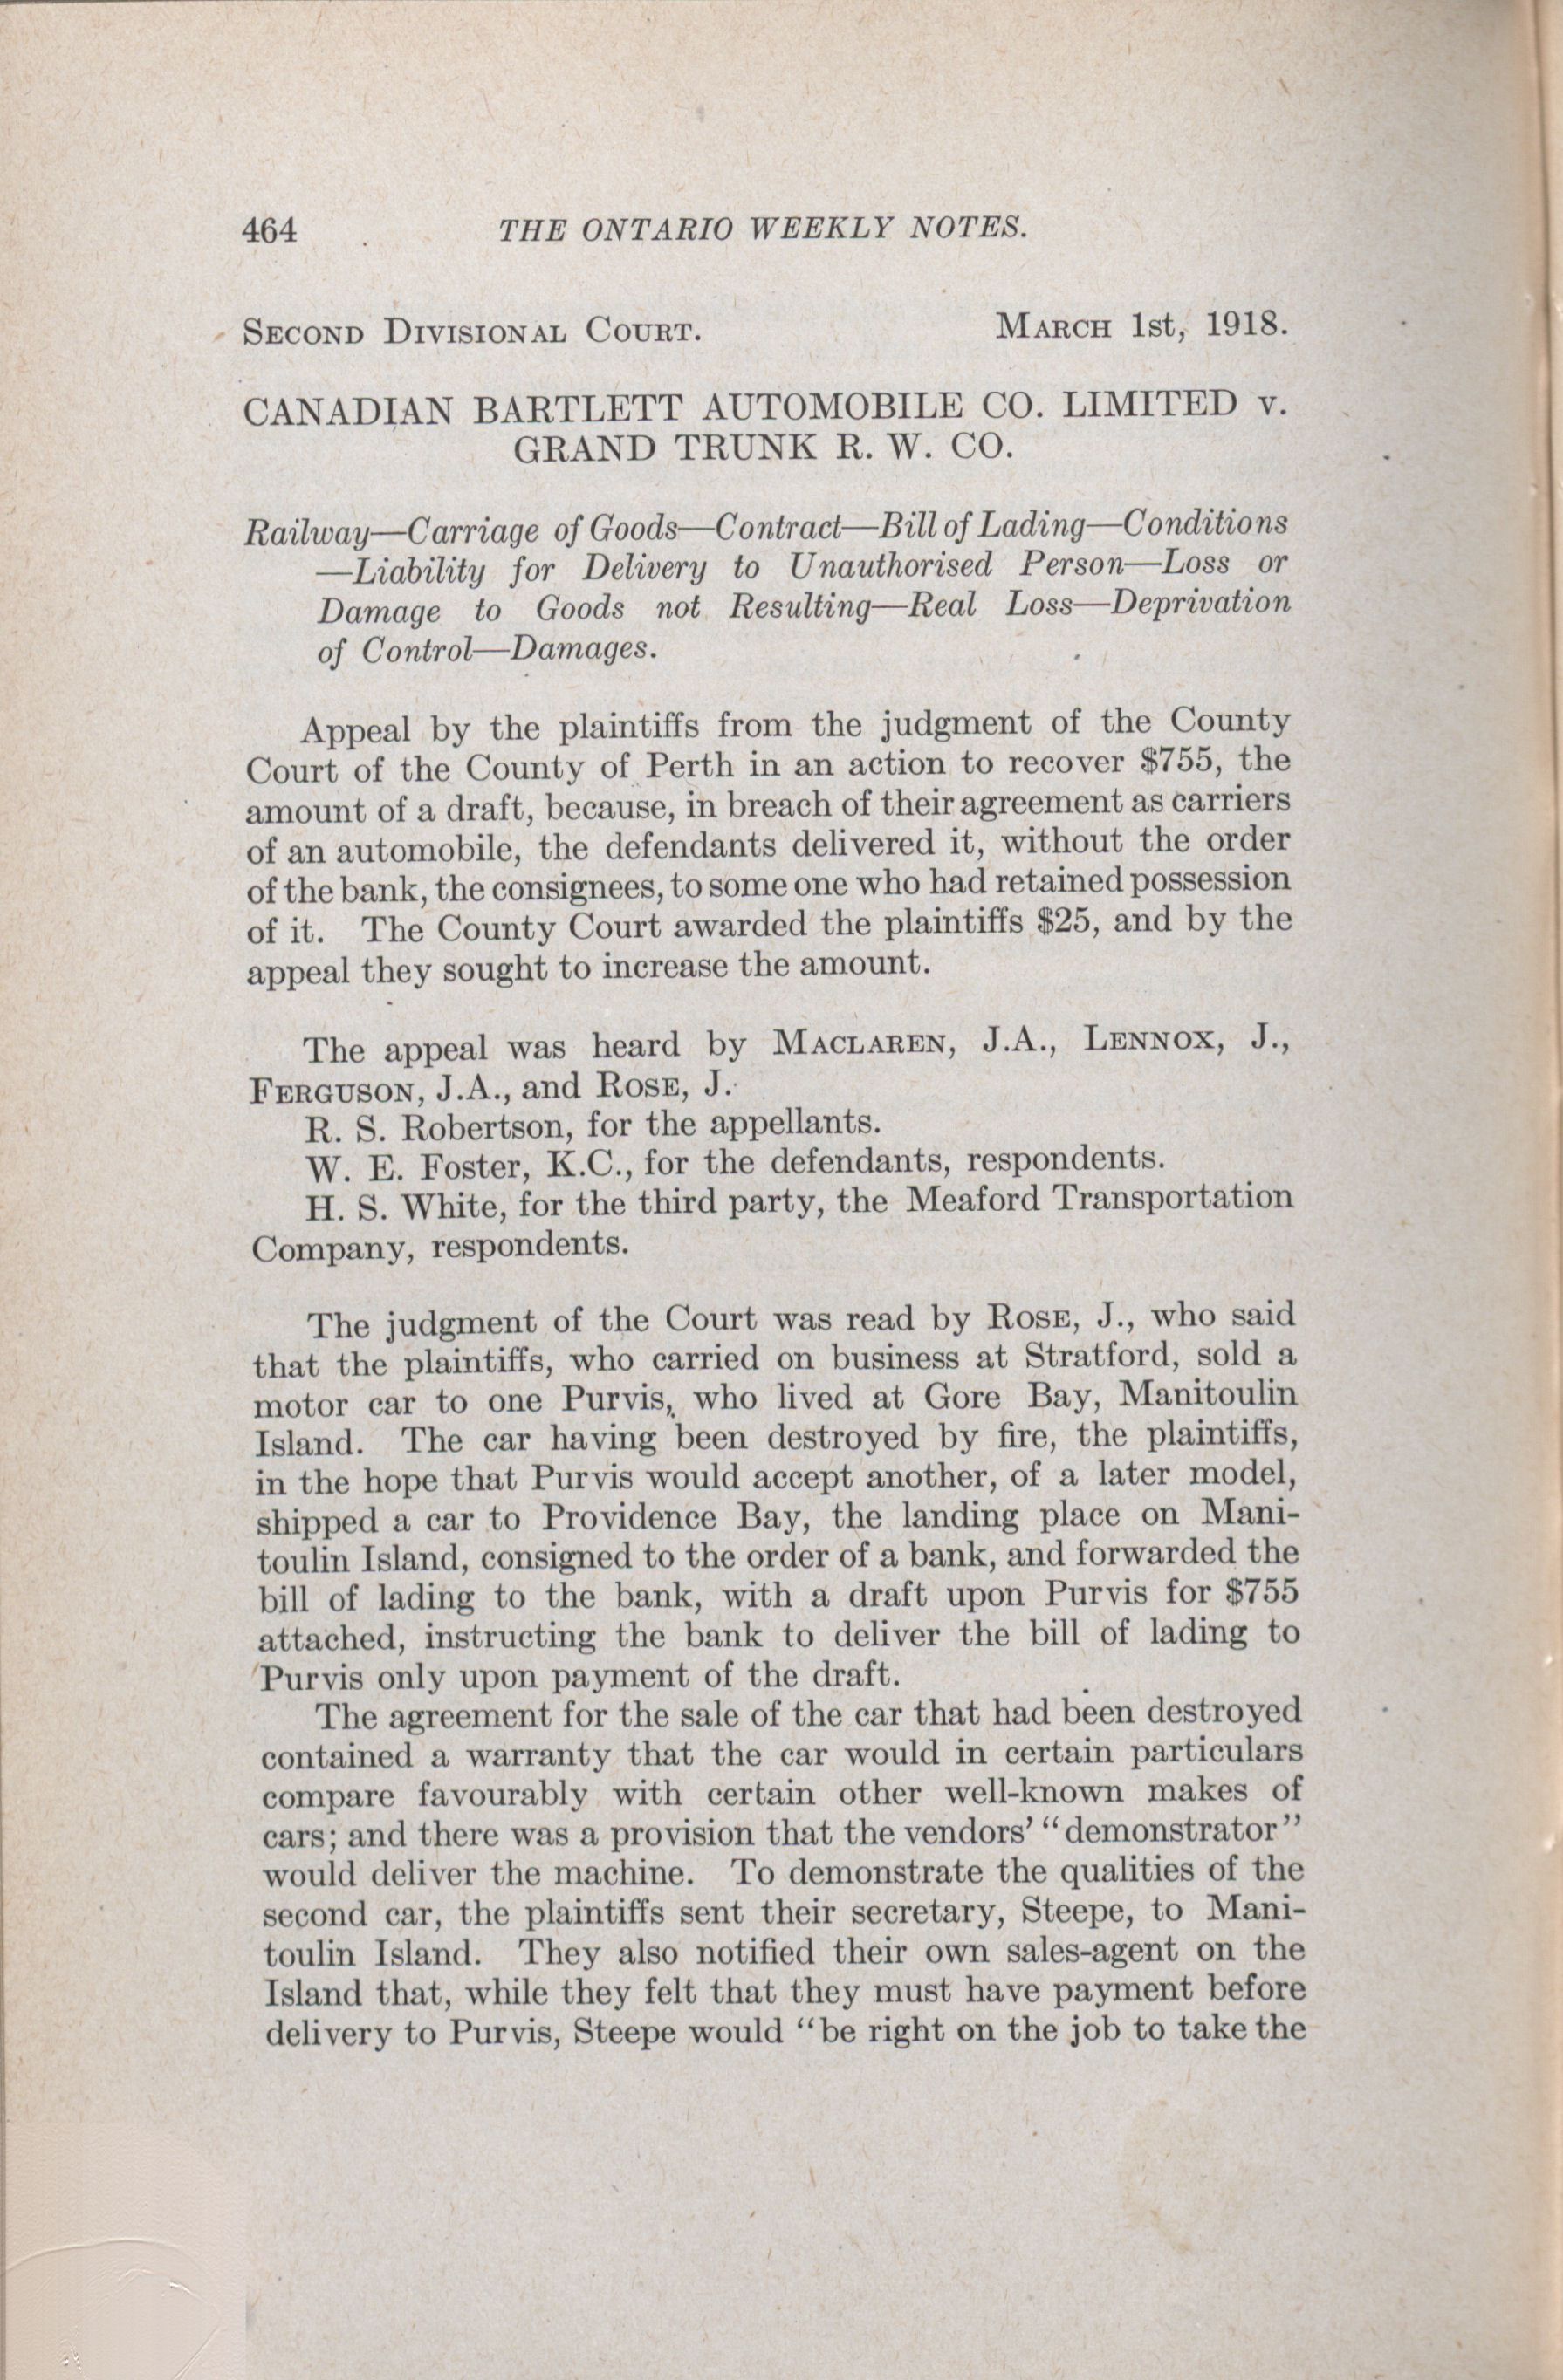 464 THE ONTARIO WEEKLY NOTES.
Second Divisional Court. March 1st, 1918.
CANADIAN BARTLETT AUTOMOBILE CO. LIMITED v.
GRAND TRUNK R. W. CO.
Railway—Carriage of Goods—Contract—Bill of Lading—Conditions
—Liability for Delivery to Unauthorised Person—Loss or
Damage to Goods not Resulting—Real Loss—Deprivation
of Control—Damages.
Appeal by the plaintiffs from the judgment of the County
Court of the County of Perth in an action to recover $755, the
amount of a draft, because, in breach of their agreement as carriers
of an automobile, the defendants delivered it, without the order
of the bank, the consignees, to some one who had retained possession
of it. The County Court awarded the plaintiffs $25, and by the
appeal they sought to increase the amount.
The appeal was heard by Maclaren, J.A., Lennox, J.,
Ferguson, J.A., and Rose, J.
R. S. Robertson, for the appellants.
W. E. Foster, K.C., for the defendants, respondents.
H. S. White, for the third party, the Meaford Transportation
Company, respondents.
The judgment of the Court was read by Rose, J., who said
that the plaintiffs, who carried on business at Stratford, sold a
motor car to one Purvis, who lived at Gore Bay, Manitoulin
Island. The car having been destroyed by fire, the plaintiffs,
in the hope that Purvis would accept another, of a later model,
shipped a car to Providence Bay, the landing place on Mani-
toulin Island, consigned to the order of a bank, and forwarded the
bill of lading to the bank, with a draft upon Purvis for $755
attached, instructing the bank to deliver the bill of lading to
Purvis only upon payment of the draft.
The agreement for the sale of the car that had been destroyed
contained a warranty that the car would in certain particulars
compare favourably with certain other well-known makes of
cars; and there was a provision that the vendors' "demonstrator"
would deliver the machine. To demonstrate the qualities of the
second car, the plaintiffs sent their secretary, Steepe, to Mani-
toulin Island. They also notified their own sales-agent on the
Island that, while they felt that they must have payment before
delivery to Purvis, Steepe would "be right on the job to take the